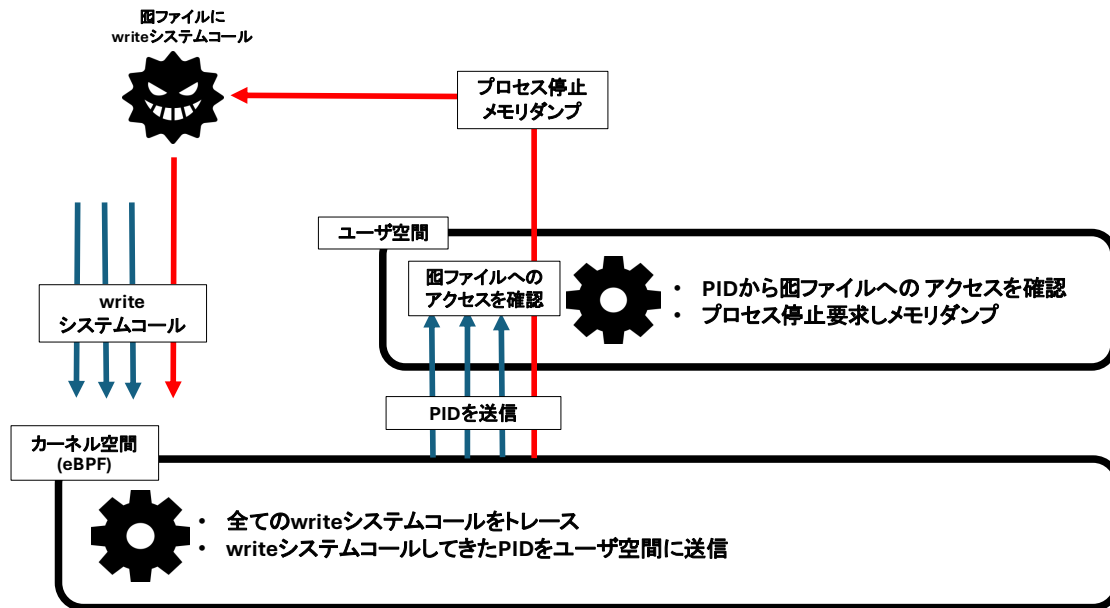 囮ファイルに
writeシステムコール
プロセス停止
メモリダンプ
ユーザ空間
囮ファイルへの
アクセスを確認
• PIDから囮ファイルへの アクセスを確認
• プロセス停止要求しメモリダンプ
write
システムコール
PIDを送信
カーネル空間
(eBPF)
• 全てのwriteシステムコールをトレース
• writeシステムコールしてきたPIDをユーザ空間に送信